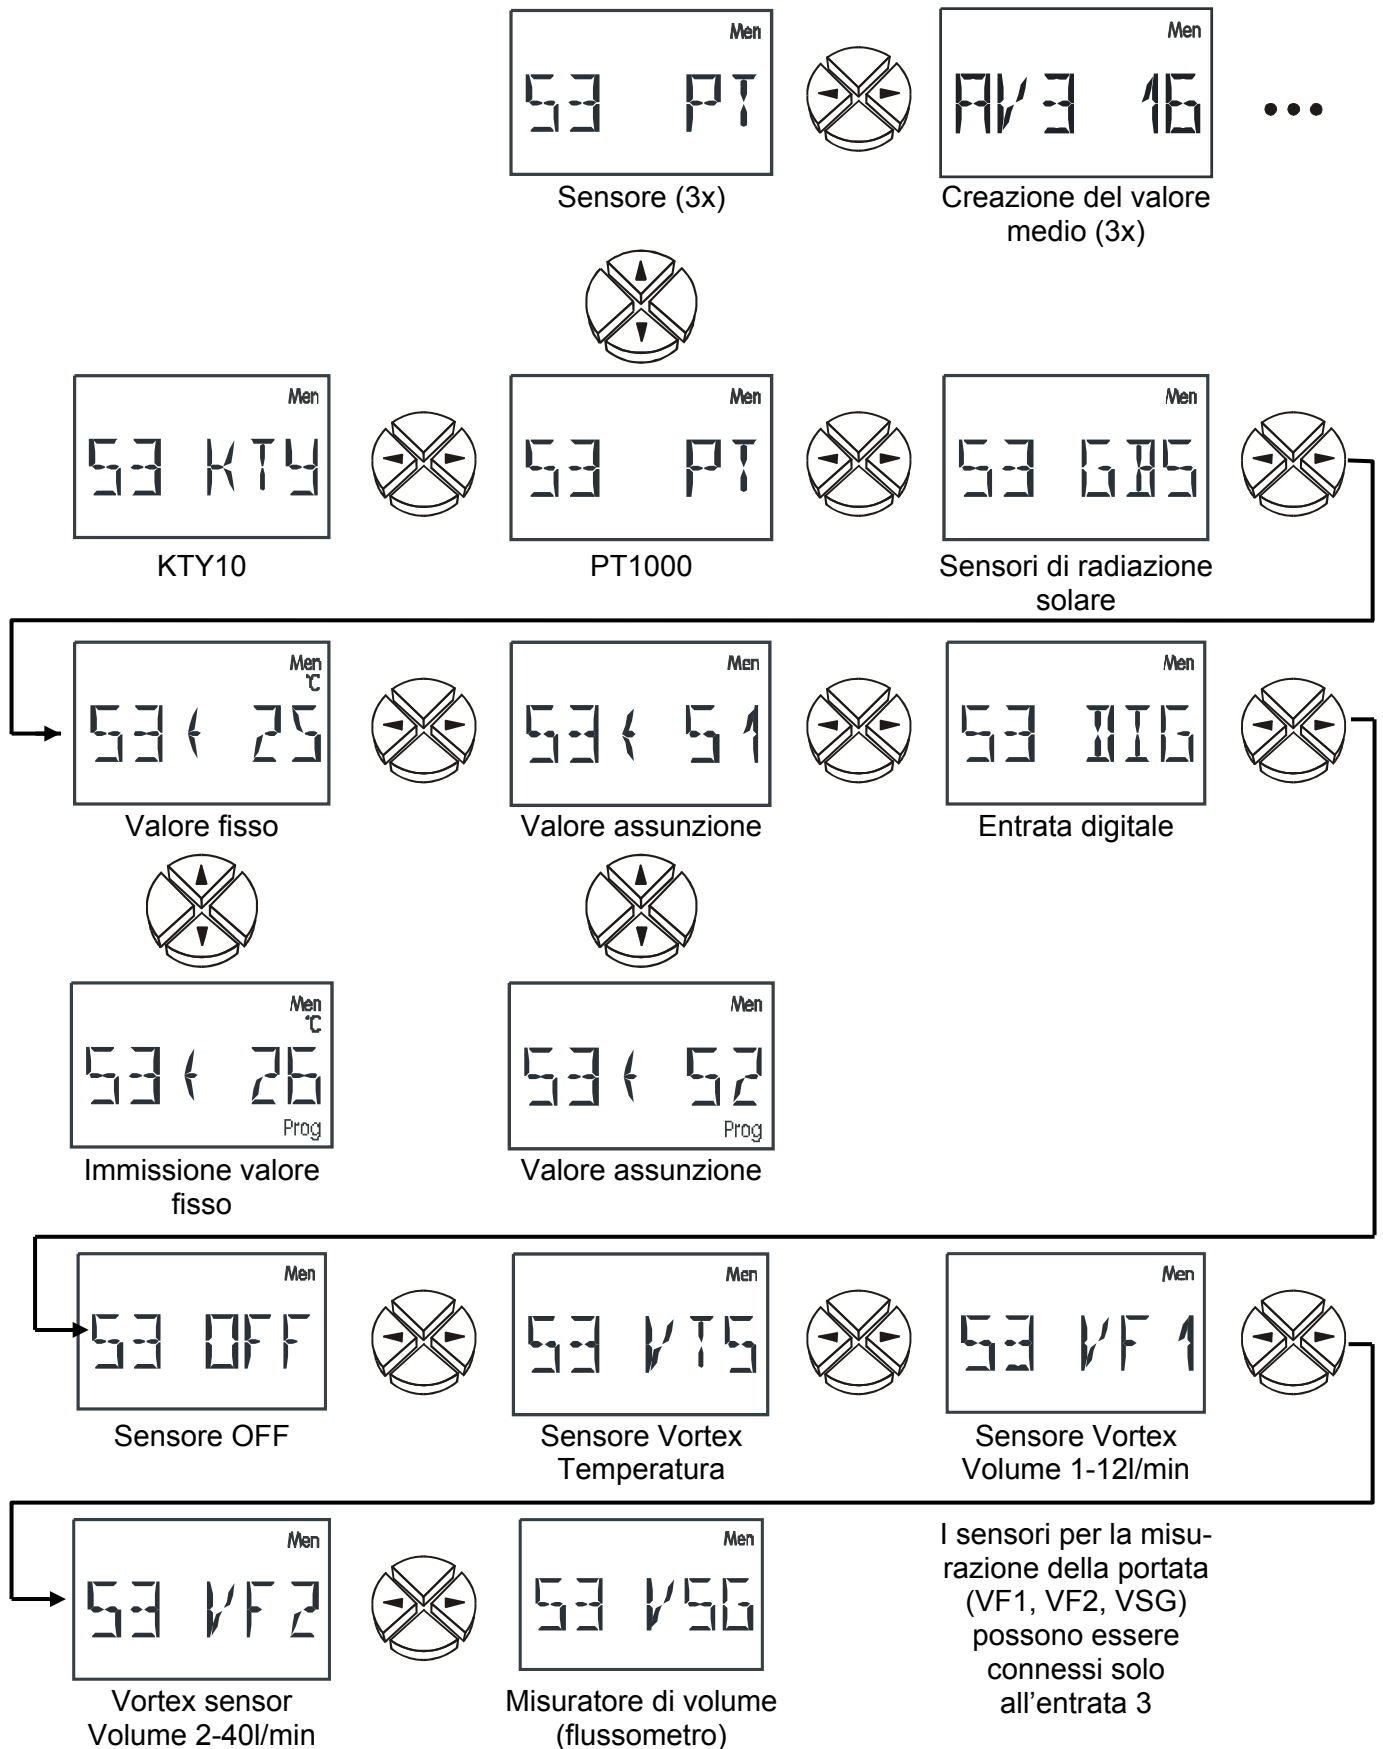 Men
S3 PT
Men
AV3 16
Sensore (3x)
Creazione del valore
medio (3x)
Men
S3 KTY
Men
S3 PT
Men
S3 GBS
KTY10
PT1000
Sensori di radiazione
solare
Men
°C
S3 25
Men
S3 S1
Men
S3 DIG
Valore fisso
Valore assunzione
Entrata digitale
Men
°C
S3 26
Prog
Men
S3 S2
Prog
Immissione valore
fisso
Valore assunzione
Men
S3 OFF
Men
S3 VTS
Men
S3 VF1
Sensore OFF
Sensore Vortex
Temperatura
Sensore Vortex
Volume 1-12l/min
Men
S3 VF2
Men
S3 VSG
Vortex sensor
Volume 2-40l/min
Misuratore di volume
(flussometro)
I sensori per la misu-
razione della portata
(VF1, VF2, VSG)
possono essere
connessi solo
all'entrata 3